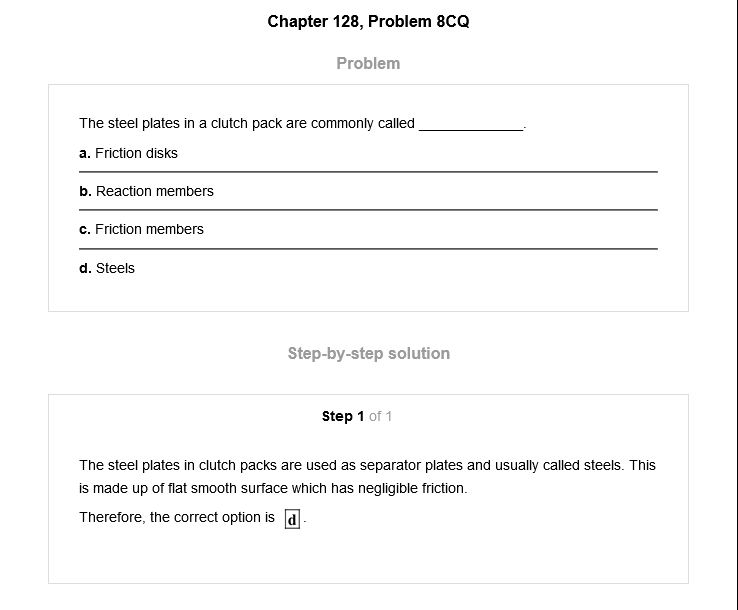 Chapter 128, Problem 8CQ
Problem
The steel plates in a clutch pack are commonly called ______________.
a. Friction disks
b. Reaction members
c. Friction members
d. Steels
Step-by-step solution
Step 1 of 1
The steel plates in clutch packs are used as separator plates and usually called steels. This
is made up of flat smooth surface which has negligible friction.
Therefore, the correct option is d.